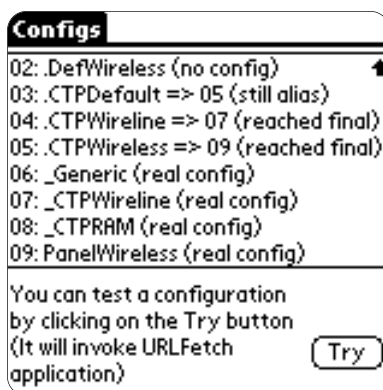 Configs
02: .DefWireless (no config)
03: .CTPDefault => 05 (still alias)
04: .CTPWireline => 07 (reached final)
05: .CTPWireless => 09 (reached final)
06: _Generic (real config)
07: _CTPWireline (real config)
08: _CTPRAM (real config)
09: PanelWireless (real config)
You can test a configuration
by clicking on the Try button
(It will invoke URLFetch
application)
Try